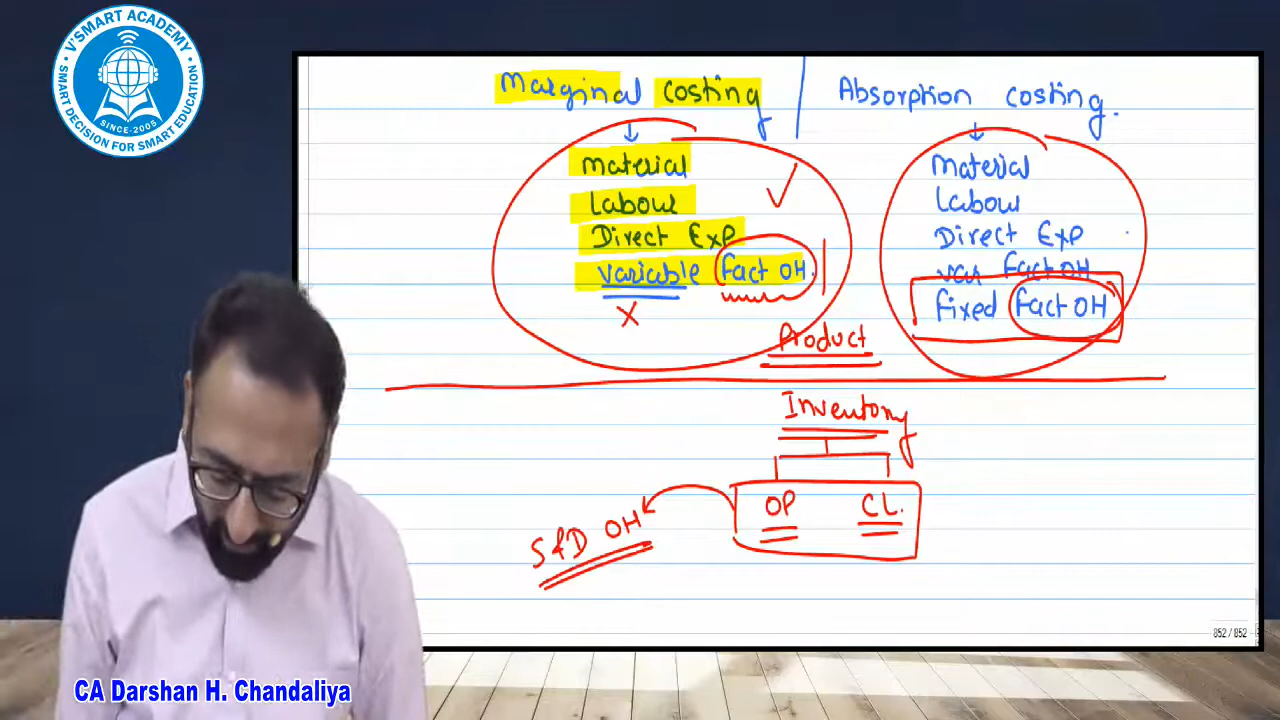 V'SMART ACADEMY
SMART DECISION FOR SMART EDUCATION
SINCE-2005
Marginal costing
Material
Labour
Direct Exp
variable fact OH.
Absorption costing.
Material
Labour
Direct Exp
var fact OH
fixed fact OH
Product
Inventory
OP CL.
S&D OH
852 / 852
CA Darshan H. Chandaliya